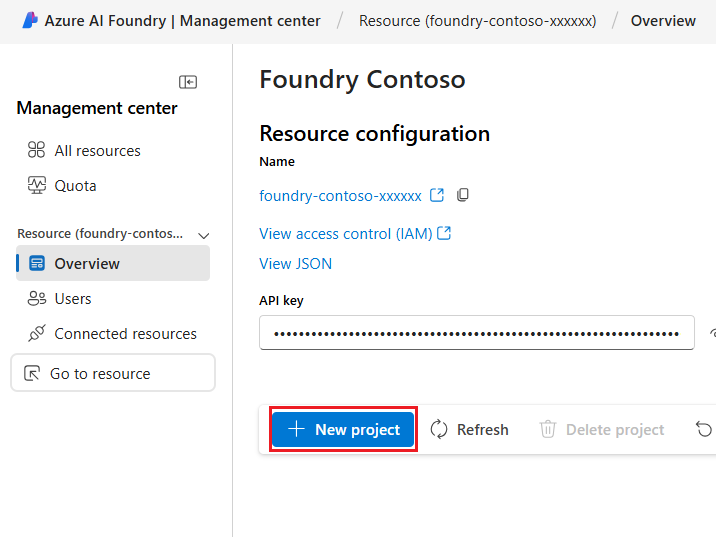 Azure AI Foundry | Management center / Resource (foundry-contoso-xxxxxx) / Overview
Management center
All resources
Quota
Resource (foundry-contos...
Overview
Users
Connected resources
Go to resource
Foundry Contoso
Resource configuration
Name
foundry-contoso-xxxxxx
View access control (IAM)
View JSON
API key
••••••••••••••••••••••••••••••••••••••••••••••••••••••••••••••••••
New project Refresh Delete project